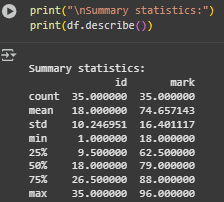 print("\nSummary statistics:")
print(df.describe())
Summary statistics:
id mark
count 35.000000 35.000000
mean 18.000000 74.657143
std 10.246951 16.401117
min 1.000000 18.000000
25% 9.500000 62.500000
50% 18.000000 79.000000
75% 26.500000 88.000000
max 35.000000 96.000000